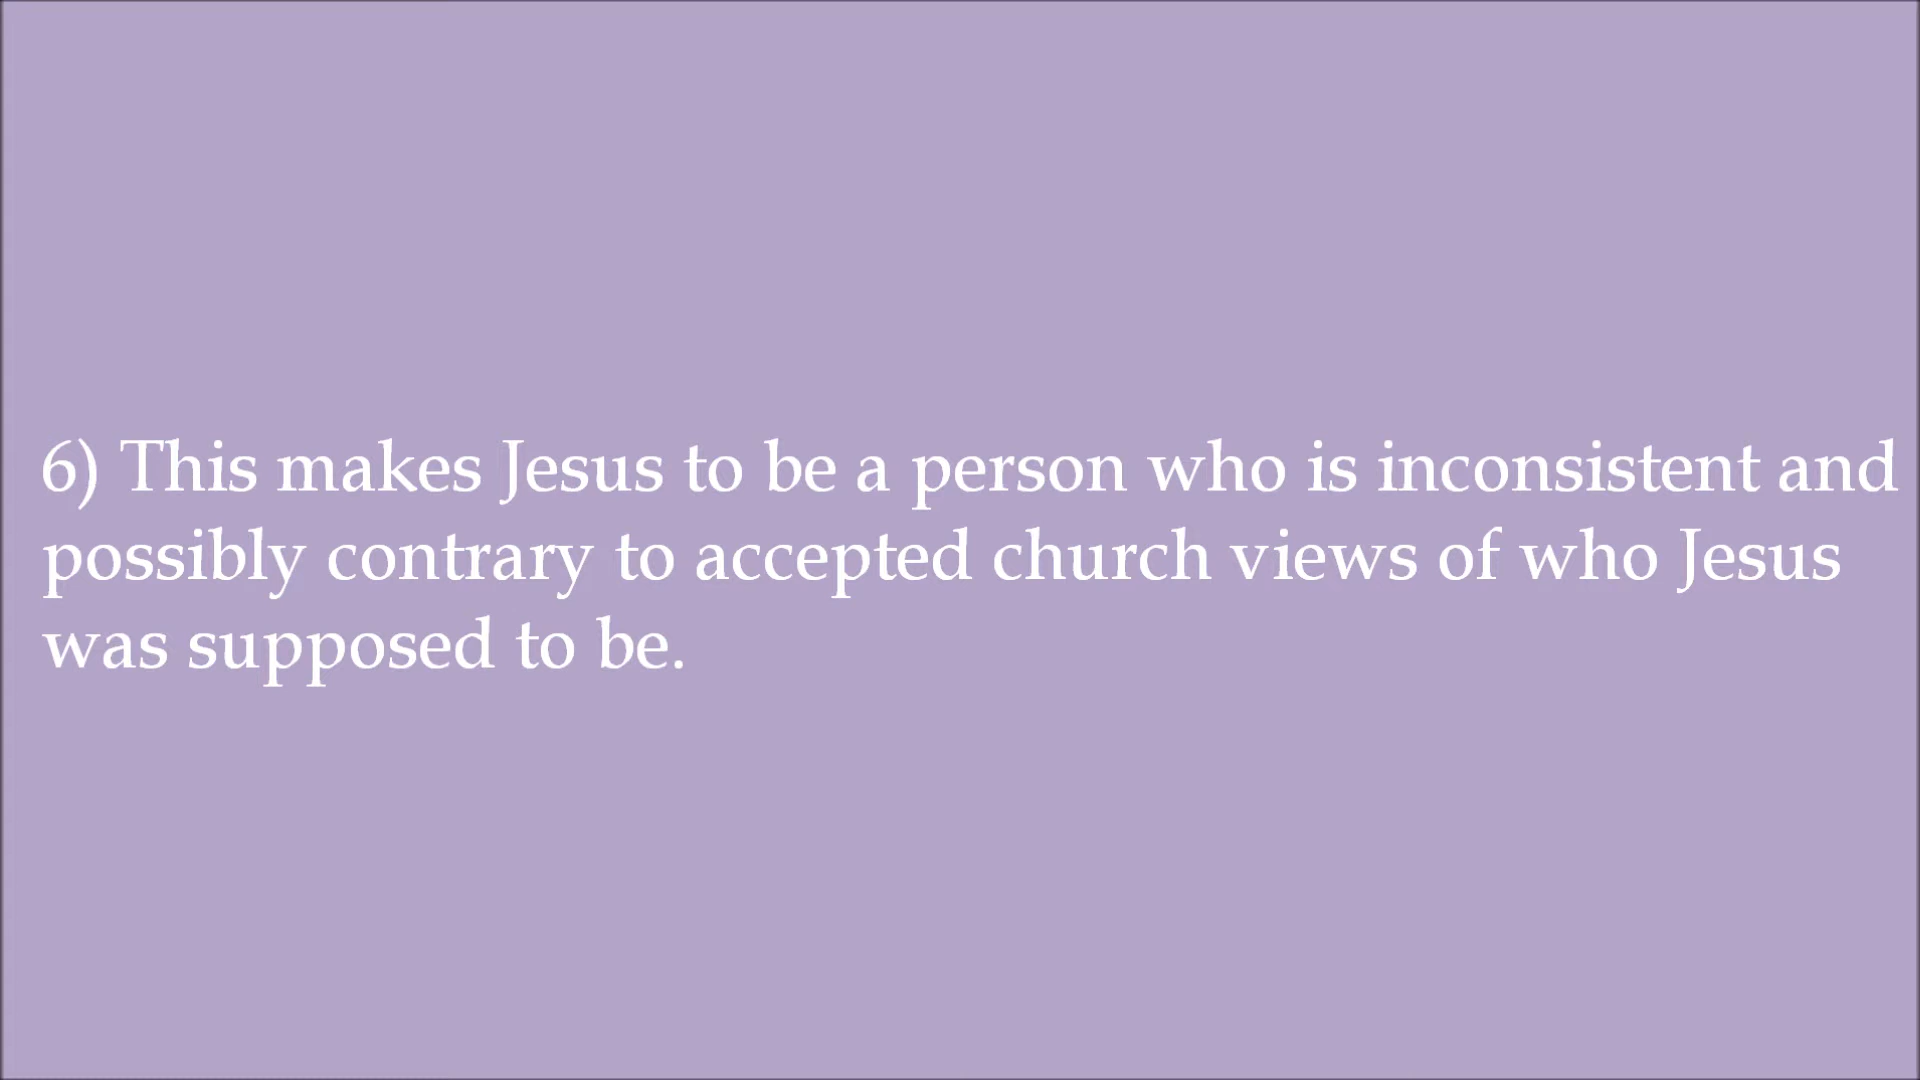 6) This makes Jesus to be a person who is inconsistent and
possibly contrary to accepted church views of who Jesus
was supposed to be.